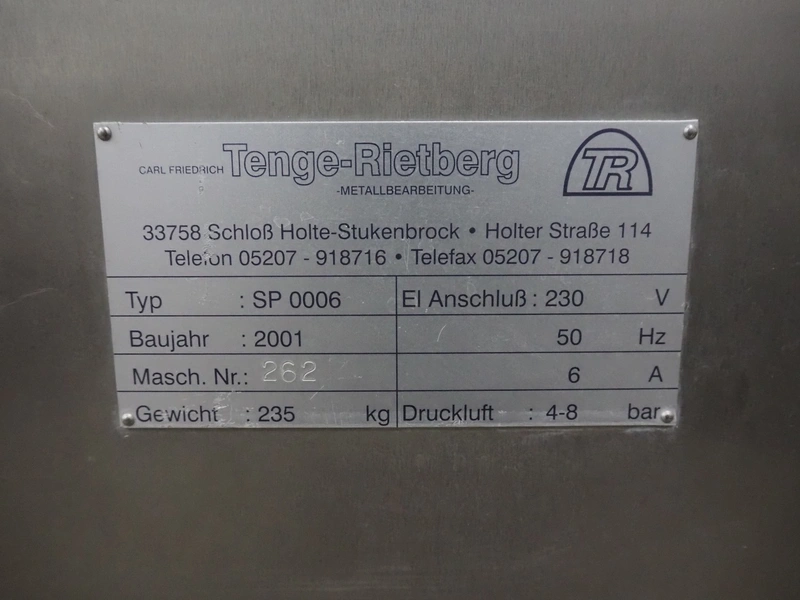 CARL FRIEDRICH Tenge-Rietberg TR
-METALLBEARBEITUNG-
33758 Schloß Holte-Stukenbrock • Holter Straße 114
Telefon 05207 - 918716 • Telefax 05207 - 918718
Typ : SP 0006 El Anschluß : 230 V
Baujahr : 2001 50 Hz
Masch. Nr.: 262 6 A
Gewicht : 235 kg Druckluft : 4-8 bar